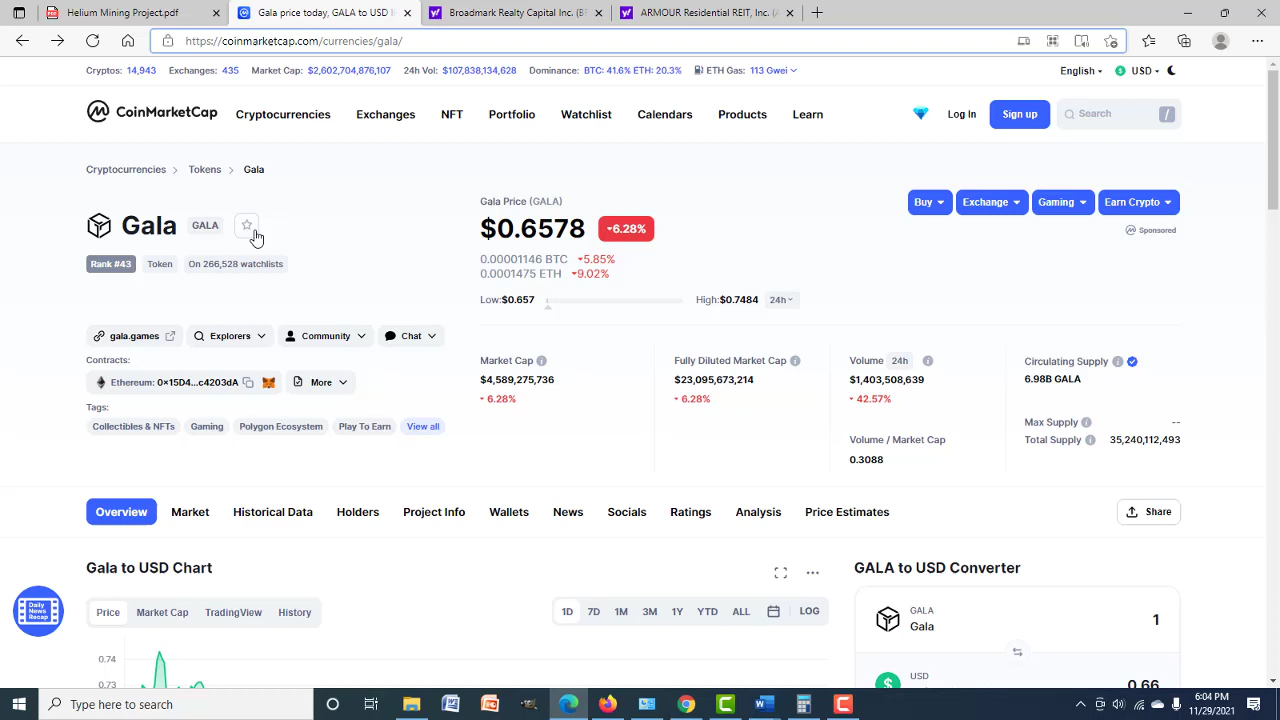 Helium Mining Project.pdf
Gala price today, GALA to USD li
Broadmark Realty Capital Inc. (BR
ARMOUR Residential REIT, Inc. (A
https://coinmarketcap.com/currencies/gala/
Cryptos: 14,943 Exchanges: 435 Market Cap: $2,602,704,876,107 24h Vol: $107,838,134,628 Dominance: BTC: 41.6% ETH: 20.3% ETH Gas: 113 Gwei English USD
CoinMarketCap Cryptocurrencies Exchanges NFT Portfolio Watchlist Calendars Products Learn Log In Sign up Search /
Cryptocurrencies > Tokens > Gala
Gala GALA
Rank #43 Token On 266,528 watchlists
gala.games Explorers Community Chat
Contracts:
Ethereum: 0x15D4...c4203dA More
Tags:
Collectibles & NFTs Gaming Polygon Ecosystem Play To Earn View all
Gala Price (GALA)
$0.6578 6.28%
0.00001146 BTC 5.85%
0.0001475 ETH 9.02%
Low:$0.657 High:$0.7484 24h
Buy Exchange Gaming Earn Crypto
Sponsored
Market Cap
$4,589,275,736
6.28%
Fully Diluted Market Cap
$23,095,673,214
6.28%
Volume 24h
$1,403,508,639
42.57%
Volume / Market Cap
0.3088
Circulating Supply
6.98B GALA
Max Supply --
Total Supply 35,240,112,493
Overview Market Historical Data Holders Project Info Wallets News Socials Ratings Analysis Price Estimates Share
Gala to USD Chart
Price Market Cap TradingView History 1D 7D 1M 3M 1Y YTD ALL LOG
0.74
0.73
Daily
News
Recap
GALA to USD Converter
GALA
Gala 1
USD
0.66
Type here to search
6:04 PM
11/29/2021